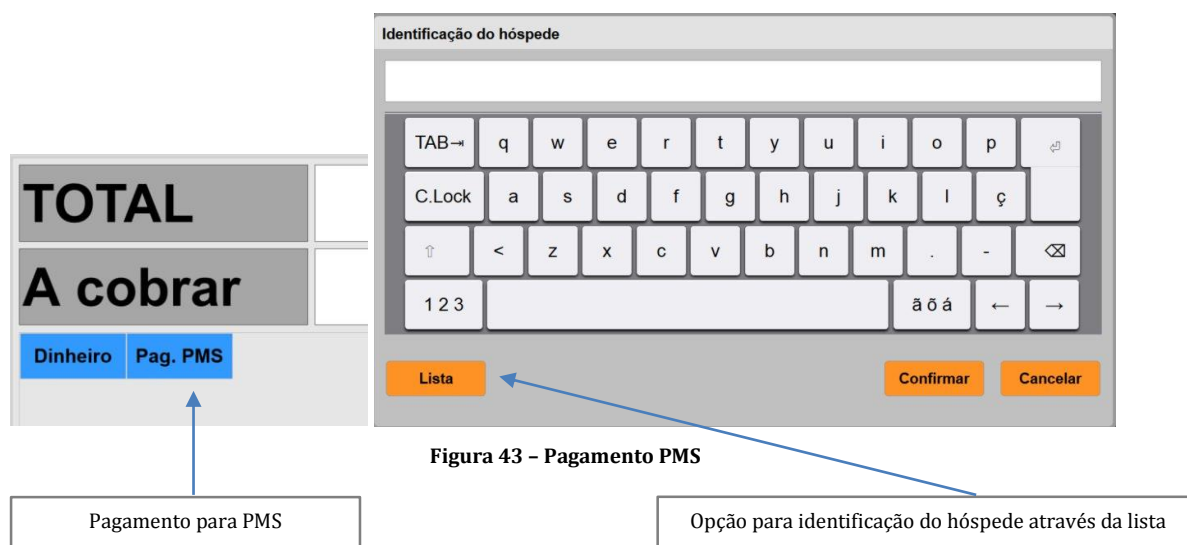 Identificação do hóspede
TAB⇥ q w e r t y u i o p ⏎
C.Lock a s d f g h j k l ç
⇧ < z x c v b n m . - ⌫
1 2 3 ã õ á ← →
Lista Confirmar Cancelar
TOTAL
A cobrar
Dinheiro Pag. PMS
Figura 43 – Pagamento PMS
Pagamento para PMS
Opção para identificação do hóspede através da lista